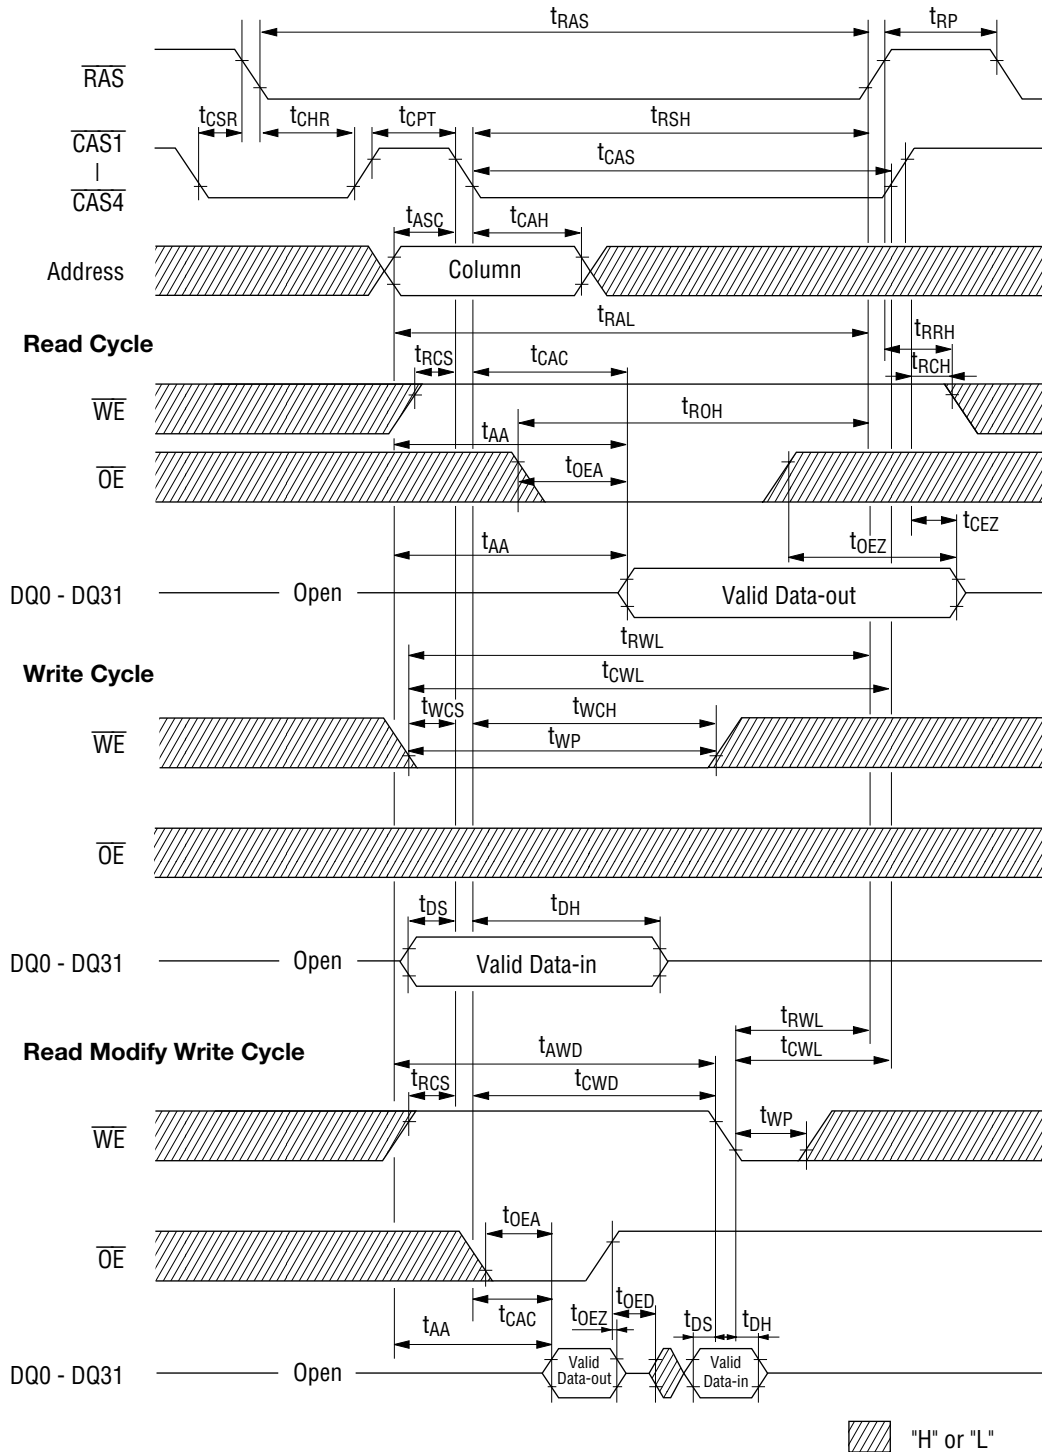 tRAS
tRP
RAS
tCSR
tCHR
tCPT
tRSH
CAS1
|
CAS4
tCAS
tASC
tCAH
Address
Column
tRAL
Read Cycle
tRRH
tRCS
tCAC
tRCH
WE
tROH
tAA
OE
tOEA
tCEZ
tAA
tOEZ
DQ0 - DQ31
Open
Valid Data-out
tRWL
Write Cycle
tCWL
tWCS
tWCH
WE
tWP
OE
tDS
tDH
DQ0 - DQ31
Open
Valid Data-in
tRWL
Read Modify Write Cycle
tAWD
tCWL
tRCS
tCWD
WE
tWP
tOEA
OE
tCAC
tOED
tAA
tOEZ
tDS
tDH
DQ0 - DQ31
Open
Valid
Data-out
Valid
Data-in
"H" or "L"